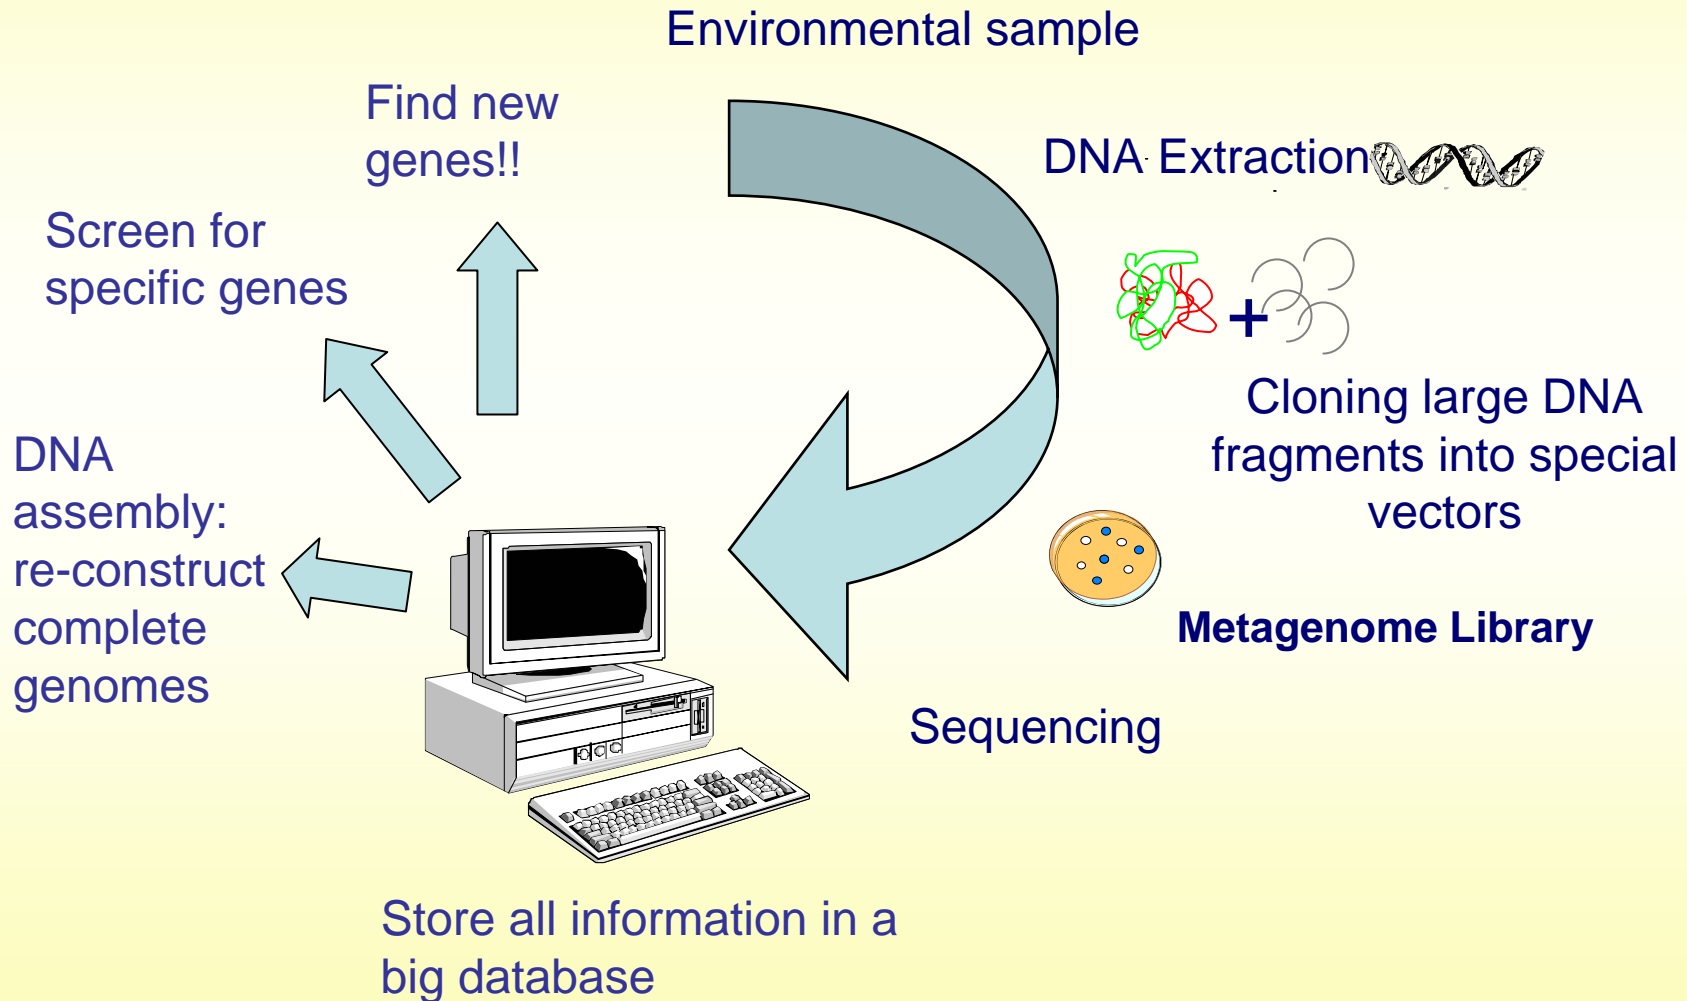 Environmental sample
Find new
genes!!
DNA Extraction
Screen for
specific genes
+
Cloning large DNA
fragments into special
vectors
DNA
assembly:
re-construct
complete
genomes
Metagenome Library
Sequencing
Store all information in a
big database